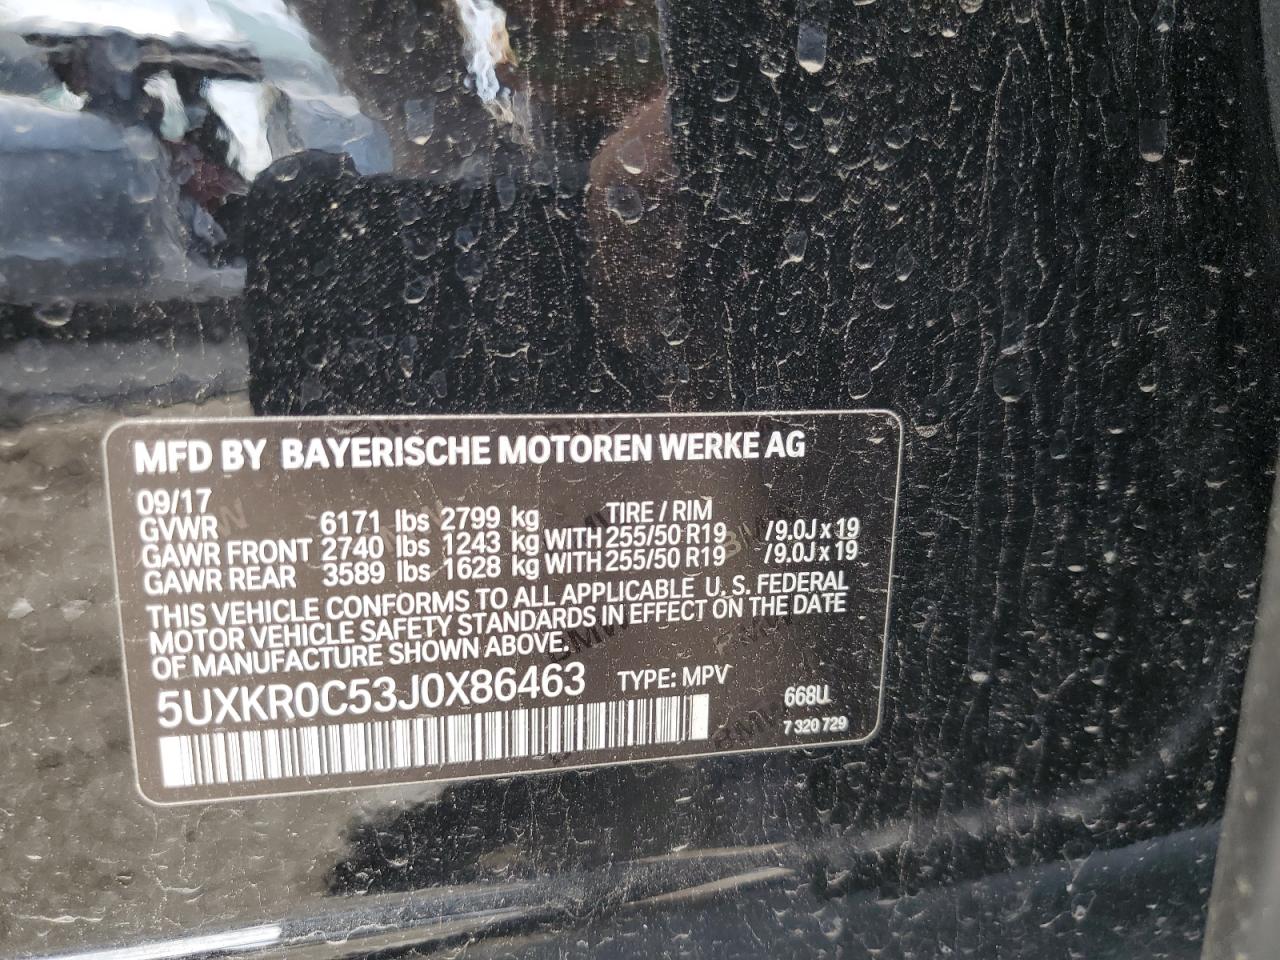 MFD BY BAYERISCHE MOTOREN WERKE AG
09/17 TIRE / RIM
GVWR 6171 lbs 2799 kg
GAWR FRONT 2740 lbs 1243 kg WITH 255/50 R19 /9.0J x 19
GAWR REAR 3589 lbs 1628 kg WITH 255/50 R19 /9.0J x 19
THIS VEHICLE CONFORMS TO ALL APPLICABLE U. S. FEDERAL
MOTOR VEHICLE SAFETY STANDARDS IN EFFECT ON THE DATE
OF MANUFACTURE SHOWN ABOVE.
5UXKR0C53J0X86463 TYPE: MPV
668U
7 320 729